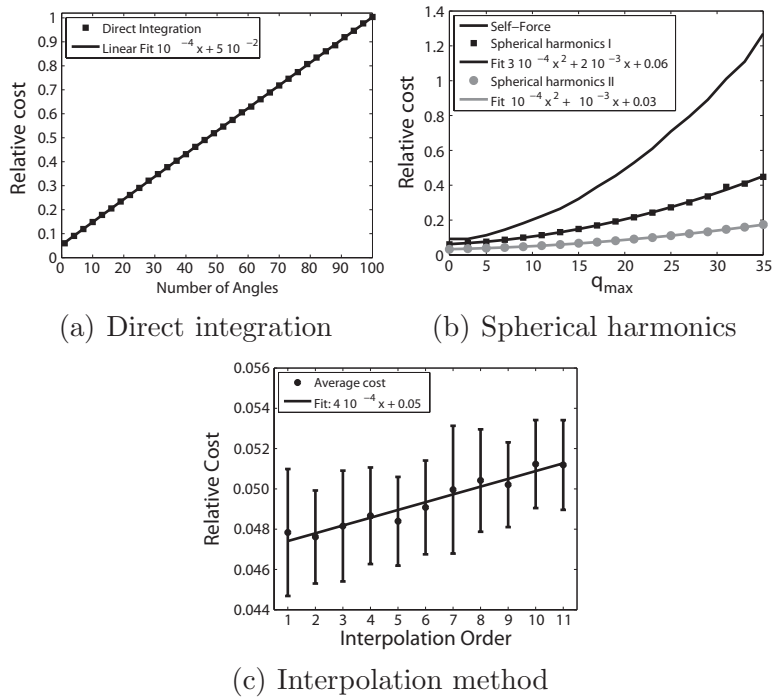 Relative cost
1
0.9
0.8
0.7
0.6
0.5
0.4
0.3
0.2
0.1
0
Direct Integration
Linear Fit 10 −4 x + 5 10 −2
0 10 20 30 40 50 60 70 80 90 100
Number of Angles
(a) Direct integration
Relative cost
1.4
1.2
1
0.8
0.6
0.4
0.2
0
Self−Force
Spherical harmonics I
Fit 3 10 −4 x 2 + 2 10 −3 x + 0.06
Spherical harmonics II
Fit 10 −4 x 2 + 10 −3 x + 0.03
0 5 10 15 20 25 30 35
qmax
(b) Spherical harmonics
Relative Cost
0.056
0.054
0.052
0.050
0.048
0.046
0.044
Average cost
Fit: 4 10 −4 x + 0.05
1 2 3 4 5 6 7 8 9 10 11
Interpolation Order
(c) Interpolation method